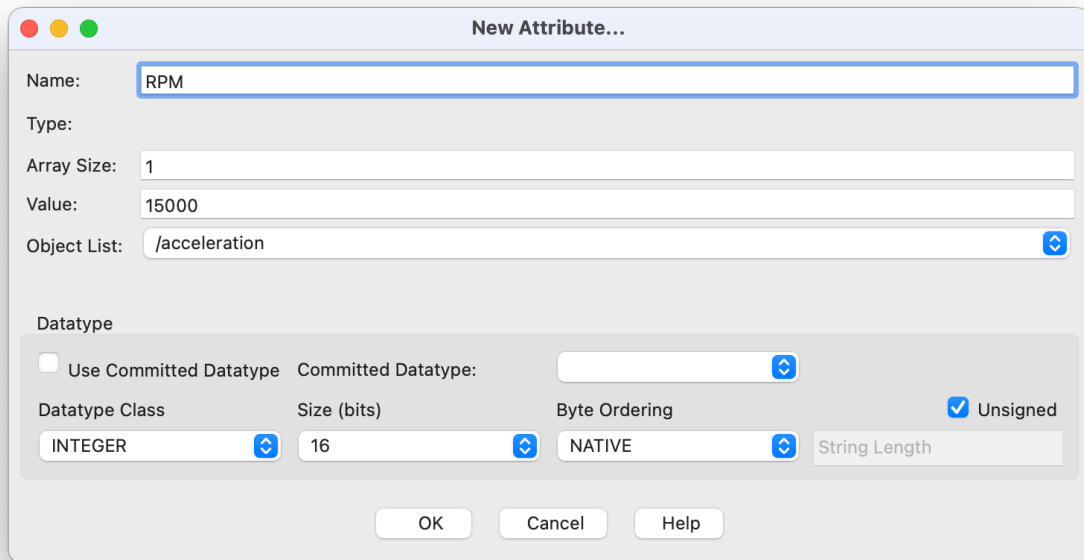 New Attribute...
Name: RPM
Type:
Array Size: 1
Value: 15000
Object List: /acceleration
Datatype
Use Committed Datatype Committed Datatype:
Datatype Class Size (bits) Byte Ordering Unsigned
INTEGER 16 NATIVE String Length
OK Cancel Help